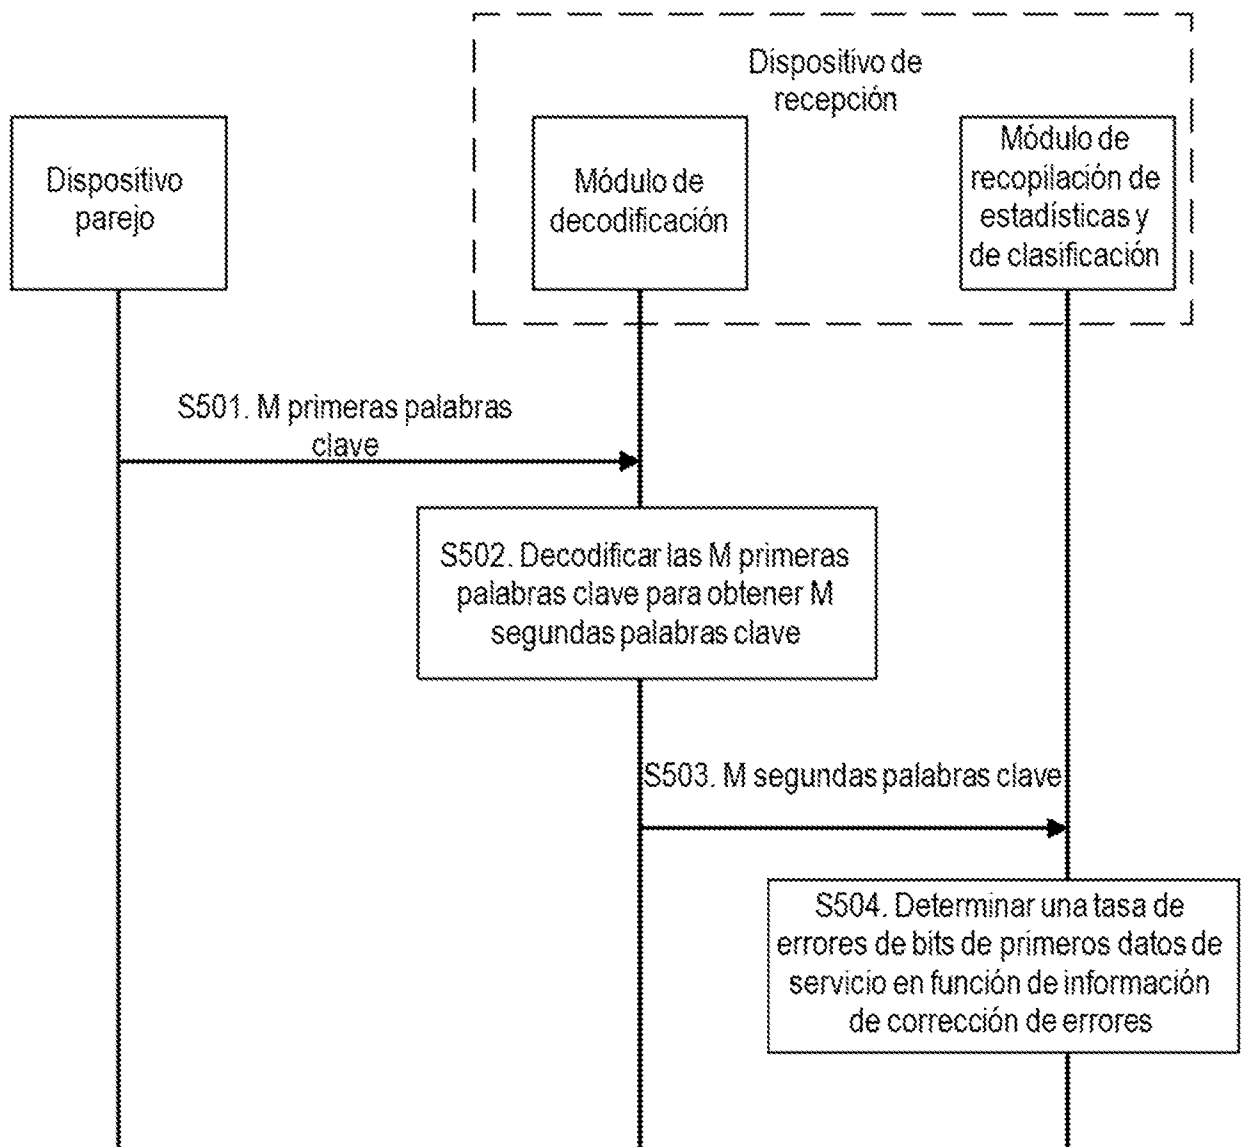 Dispositivo de
recepción
Dispositivo
parejo
Módulo de
decodificación
Módulo de
recopilación de
estadísticas y
de clasificación
S501. M primeras palabras
clave
S502. Decodificar las M primeras
palabras clave para obtener M
segundas palabras clave
S503. M segundas palabras clave
S504. Determinar una tasa de
errores de bits de primeros datos de
servicio en función de información
de corrección de errores